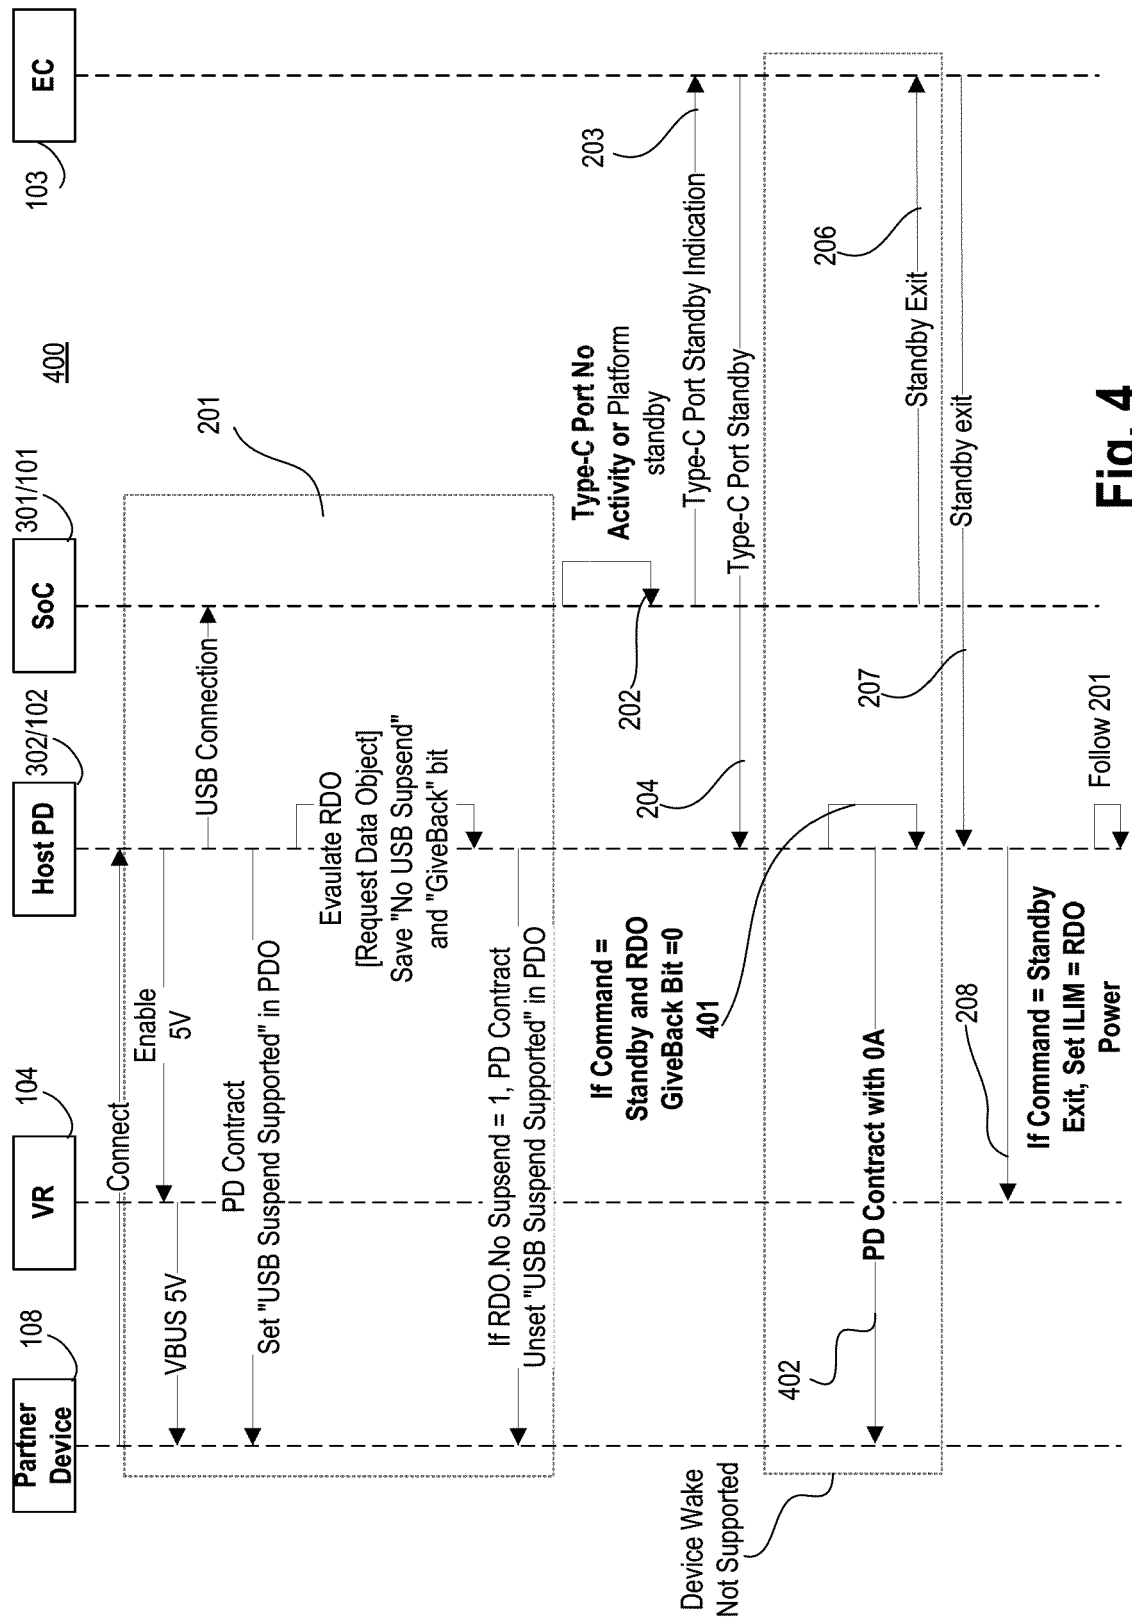 400
Partner
Device
108
VR
104
Host PD
302/102
SoC
301/101
EC
103
Connect
Enable
5V
VBUS 5V
USB Connection
PD Contract
Set "USB Suspend Supported" in PDO
Evaulate RDO
[Request Data Object]
Save "No USB Supsend"
and "GiveBack" bit
If RDO.No Supsend = 1, PD Contract
Unset "USB Suspend Supported" in PDO
201
Type-C Port No
Activity or Platform
standby
202
Type-C Port Standby Indication
203
Type-C Port Standby
204
If Command =
Standby and RDO
GiveBack Bit =0
401
Device Wake
Not Supported
PD Contract with 0A
402
Standby Exit
206
Standby exit
207
208
If Command = Standby
Exit, Set ILIM = RDO
Power
Follow 201
Fig. 4